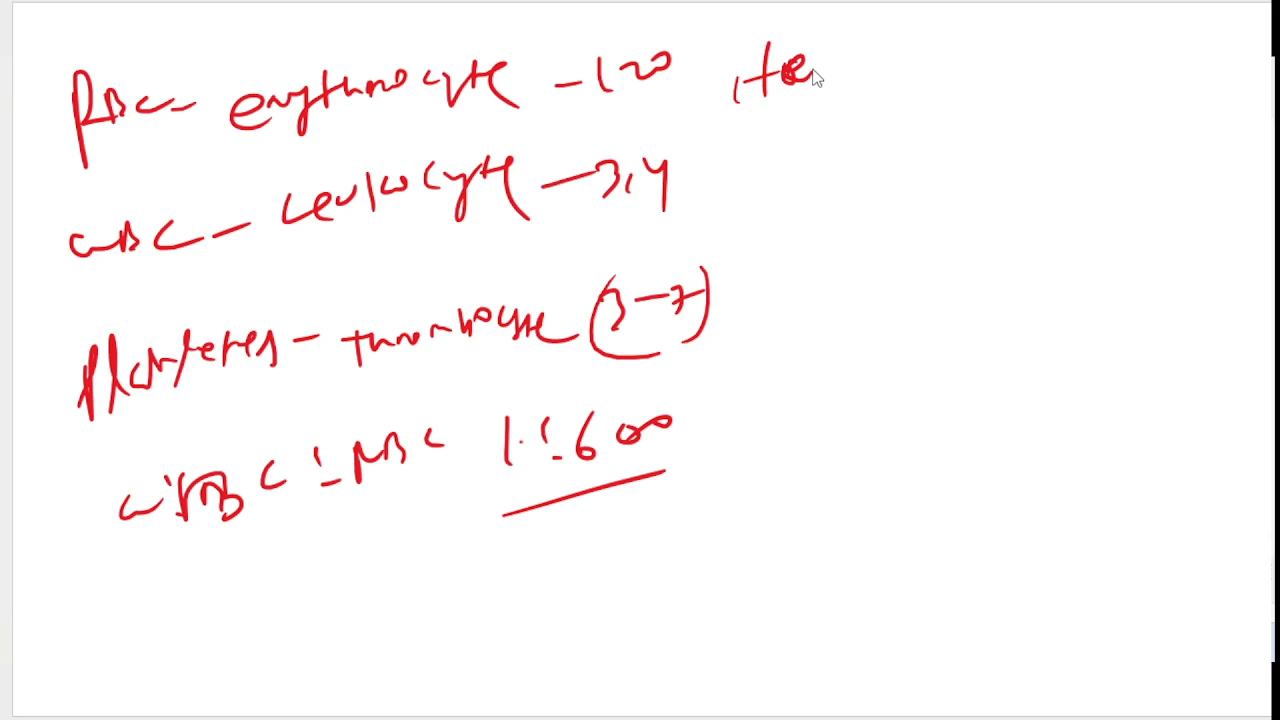 RBC - erythrocyte - 120
WBC - Leukocyte - 3,4
Platelets - thrombocyte (3-7)
WBC : RBC 1:600